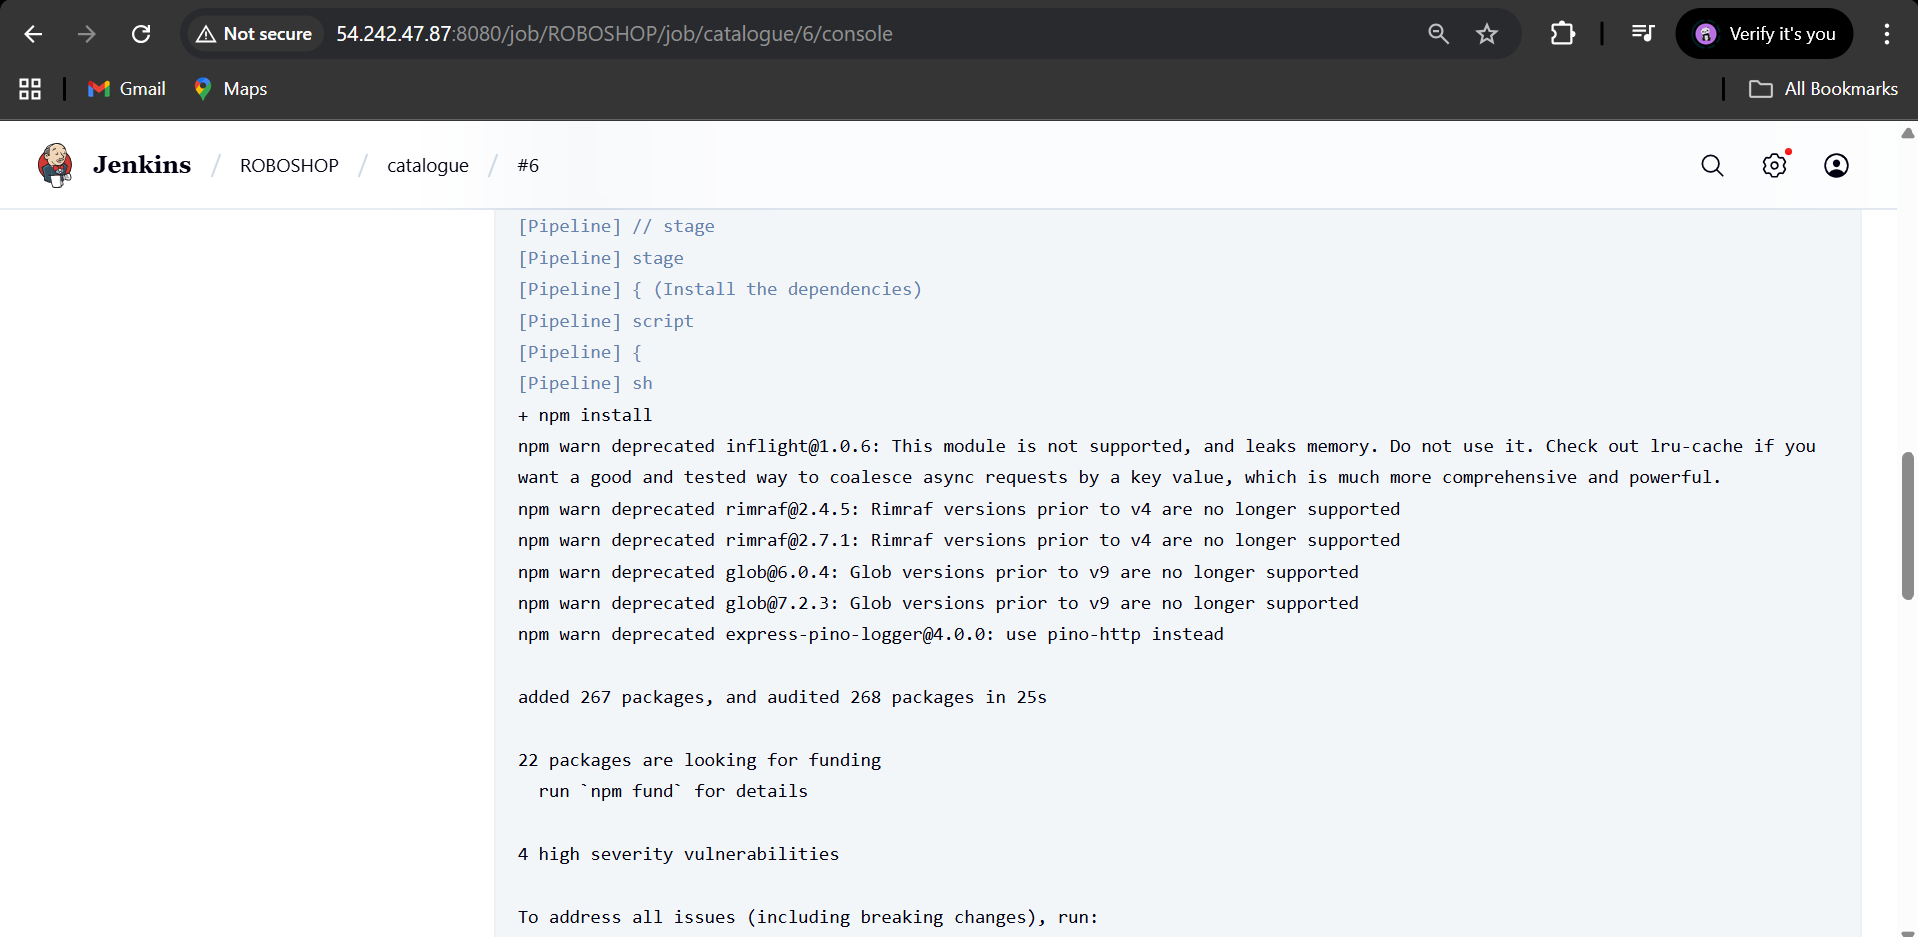 Not secure
54.242.47.87:8080/job/ROBOSHOP/job/catalogue/6/console
Verify it's you
Gmail
Maps
All Bookmarks
Jenkins / ROBOSHOP / catalogue / #6
[Pipeline] // stage
[Pipeline] stage
[Pipeline] { (Install the dependencies)
[Pipeline] script
[Pipeline] {
[Pipeline] sh
+ npm install
npm warn deprecated inflight@1.0.6: This module is not supported, and leaks memory. Do not use it. Check out lru-cache if you
want a good and tested way to coalesce async requests by a key value, which is much more comprehensive and powerful.
npm warn deprecated rimraf@2.4.5: Rimraf versions prior to v4 are no longer supported
npm warn deprecated rimraf@2.7.1: Rimraf versions prior to v4 are no longer supported
npm warn deprecated glob@6.0.4: Glob versions prior to v9 are no longer supported
npm warn deprecated glob@7.2.3: Glob versions prior to v9 are no longer supported
npm warn deprecated express-pino-logger@4.0.0: use pino-http instead
added 267 packages, and audited 268 packages in 25s
22 packages are looking for funding
run `npm fund` for details
4 high severity vulnerabilities
To address all issues (including breaking changes), run: